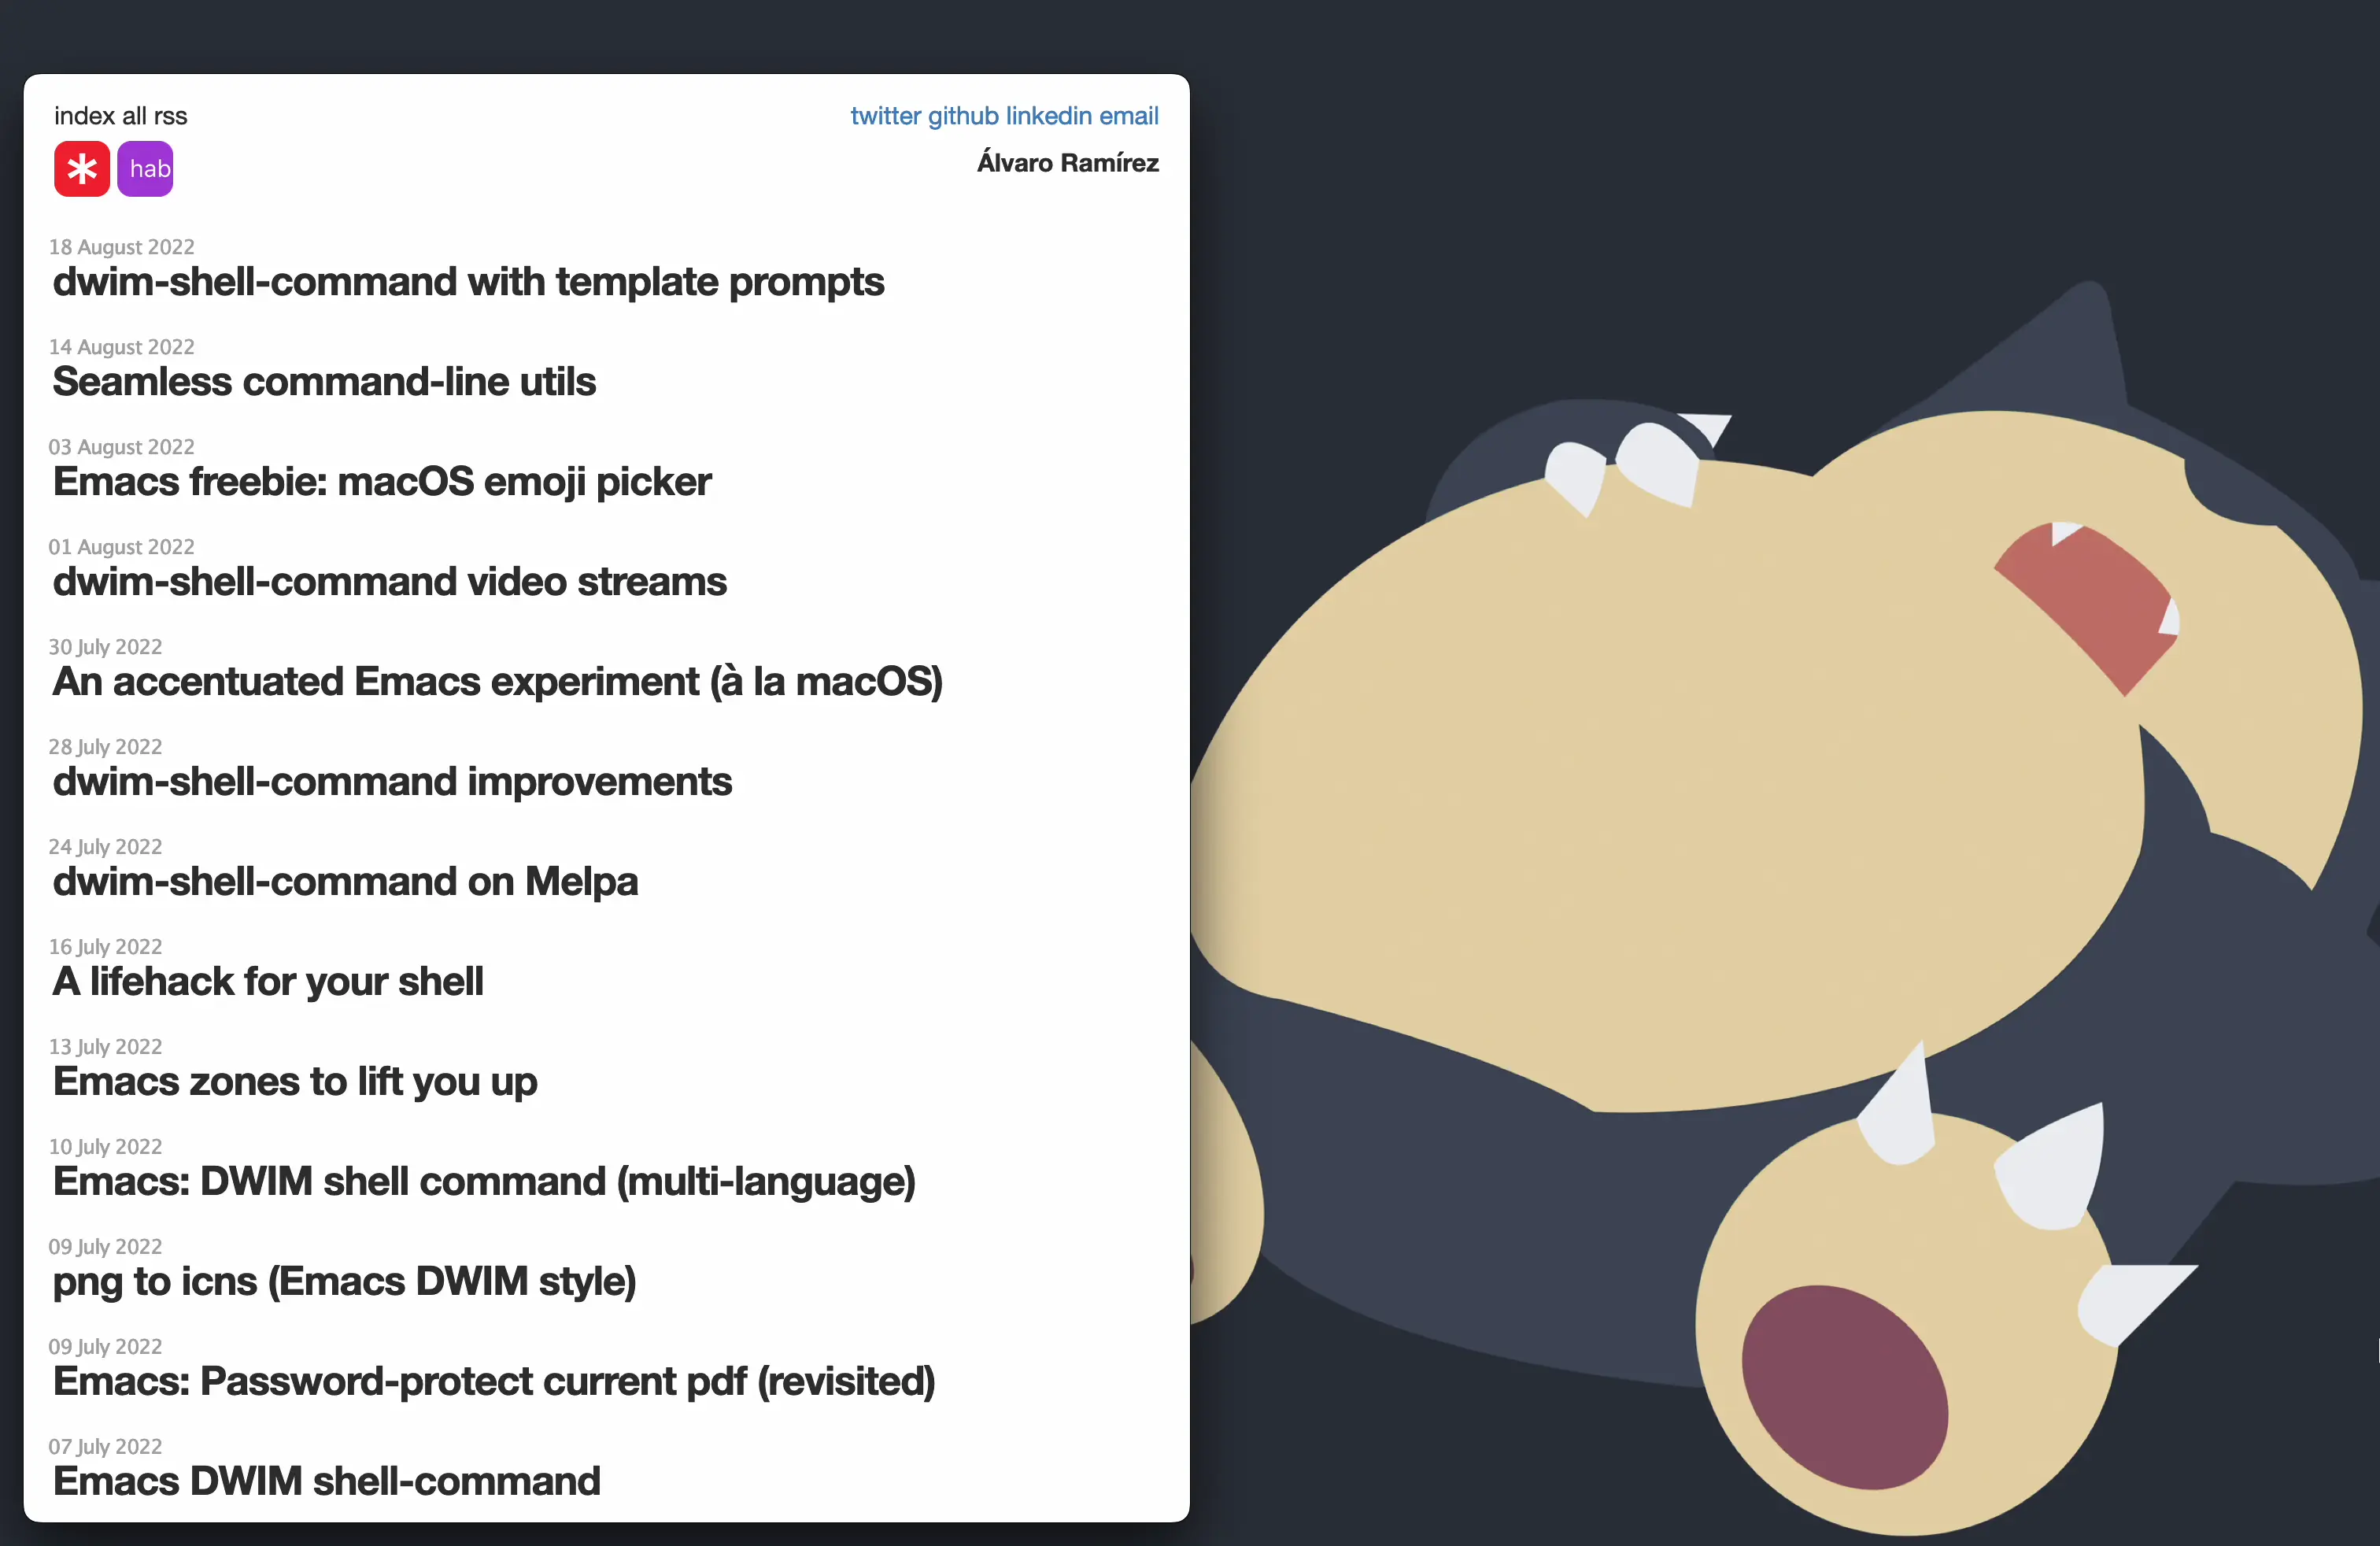 index all rss
twitter github linkedin email
hab
Álvaro Ramírez
18 August 2022
dwim-shell-command with template prompts
14 August 2022
Seamless command-line utils
03 August 2022
Emacs freebie: macOS emoji picker
01 August 2022
dwim-shell-command video streams
30 July 2022
An accentuated Emacs experiment (à la macOS)
28 July 2022
dwim-shell-command improvements
24 July 2022
dwim-shell-command on Melpa
16 July 2022
A lifehack for your shell
13 July 2022
Emacs zones to lift you up
10 July 2022
Emacs: DWIM shell command (multi-language)
09 July 2022
png to icns (Emacs DWIM style)
09 July 2022
Emacs: Password-protect current pdf (revisited)
07 July 2022
Emacs DWIM shell-command